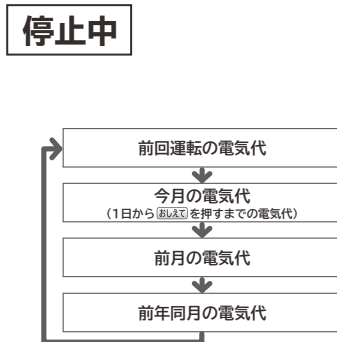 停止中
前回運転の電気代
今月の電気代
(1日からおしえてを押すまでの電気代)
前月の電気代
前年同月の電気代